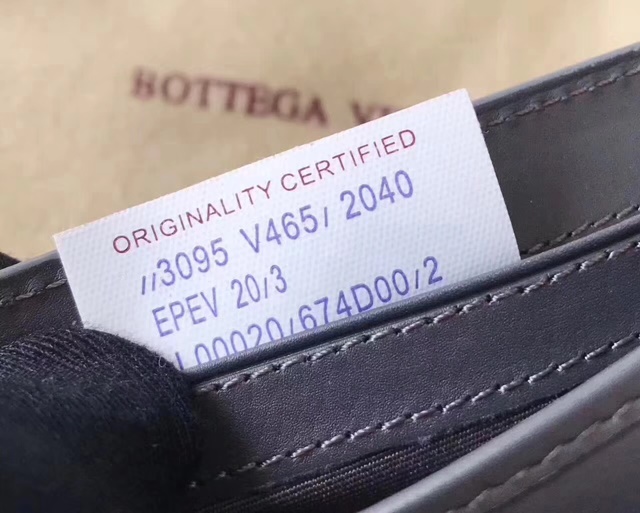 BOTTEGA
ORIGINALITY CERTIFIED
//3095 V465/ 2040
EPEV 20/3
L00020/674D00/2